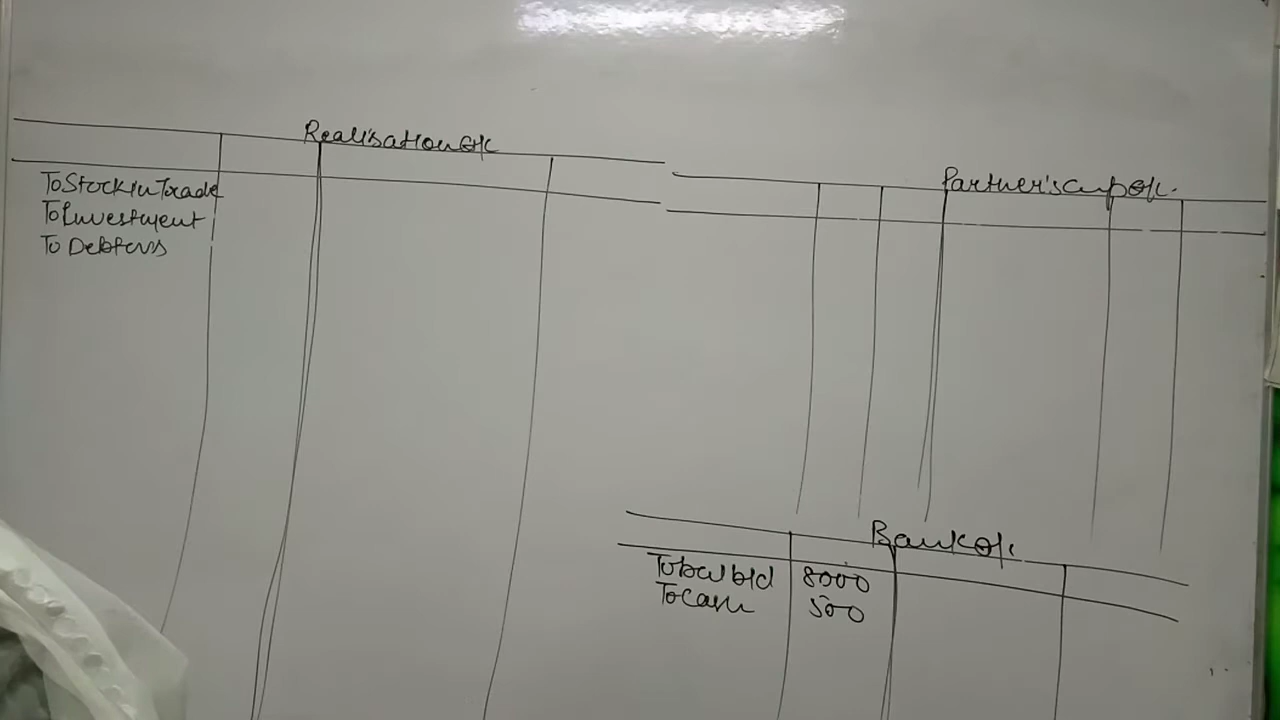 Realisation a/c
To Stock in Trade
To Investment
To Debtors
Partner's cap a/c.
Bank a/c
To bal b/d 8000
To Cash 500